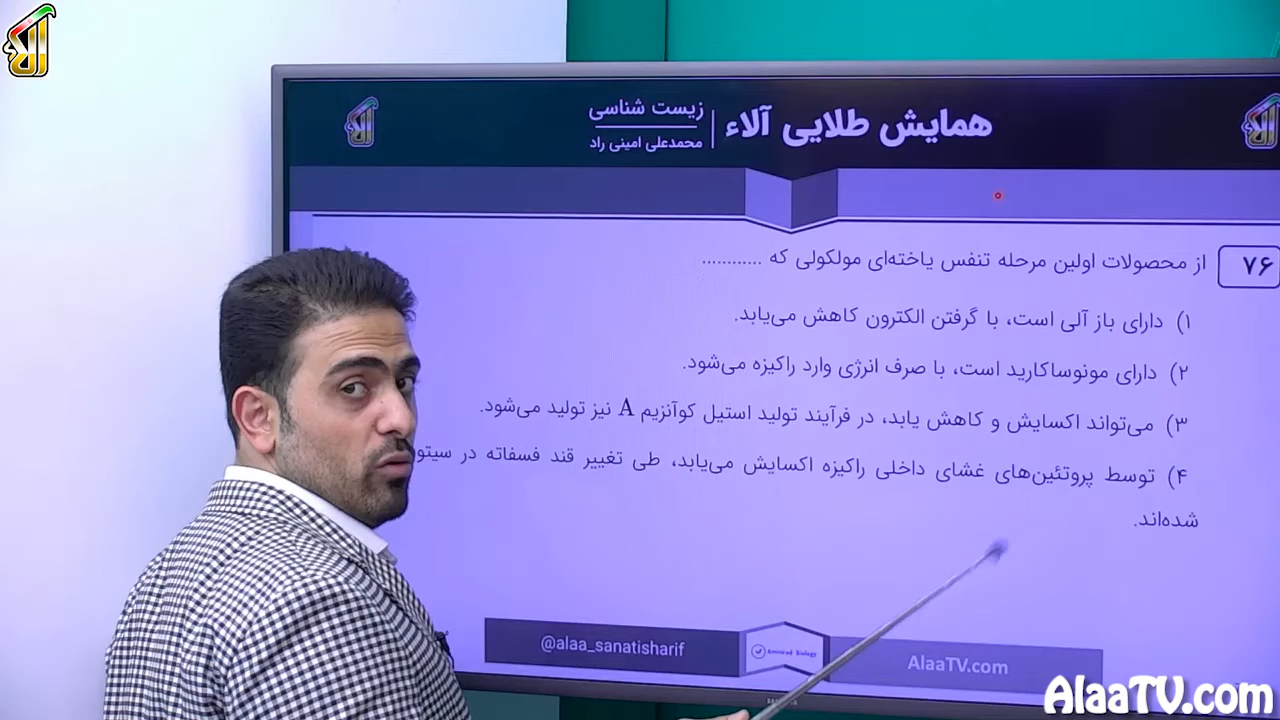 همایش طلایی آلاء
زیست شناسی
محمدعلی امینی راد
۷۶
از محصولات اولین مرحله تنفس یاخته‌ای مولکولی که ............
۱) دارای باز آلی است، با گرفتن الکترون کاهش می‌یابد.
۲) دارای مونوساکارید است، با صرف انرژی وارد راکیزه می‌شود.
۳) می‌تواند اکسایش و کاهش یابد، در فرآیند تولید استیل کوآنزیم A نیز تولید می‌شود.
۴) توسط پروتئین‌های غشای داخلی راکیزه اکسایش می‌یابد، طی تغییر قند فسفاته در سیتو
شده‌اند.
@alaa_sanatisharif
Aminirad Biology
AlaaTV.com
AlaaTV.com